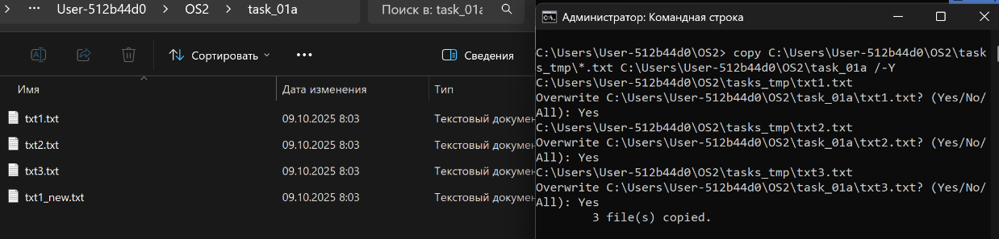 User-512b44d0 > OS2 > task_01a
Поиск в: task_01a
Сортировать
Сведения
Имя Дата изменения Тип
txt1.txt 09.10.2025 8:03 Текстовый докумен
txt2.txt 09.10.2025 8:03 Текстовый докумен
txt3.txt 09.10.2025 8:03 Текстовый докумен
txt1_new.txt 09.10.2025 8:03 Текстовый докумен
Администратор: Командная строка
C:\Users\User-512b44d0\OS2> copy C:\Users\User-512b44d0\OS2\task
s_tmp\*.txt C:\Users\User-512b44d0\OS2\task_01a /-Y
C:\Users\User-512b44d0\OS2\tasks_tmp\txt1.txt
Overwrite C:\Users\User-512b44d0\OS2\task_01a\txt1.txt? (Yes/No/
All): Yes
C:\Users\User-512b44d0\OS2\tasks_tmp\txt2.txt
Overwrite C:\Users\User-512b44d0\OS2\task_01a\txt2.txt? (Yes/No/
All): Yes
C:\Users\User-512b44d0\OS2\tasks_tmp\txt3.txt
Overwrite C:\Users\User-512b44d0\OS2\task_01a\txt3.txt? (Yes/No/
All): Yes
3 file(s) copied.